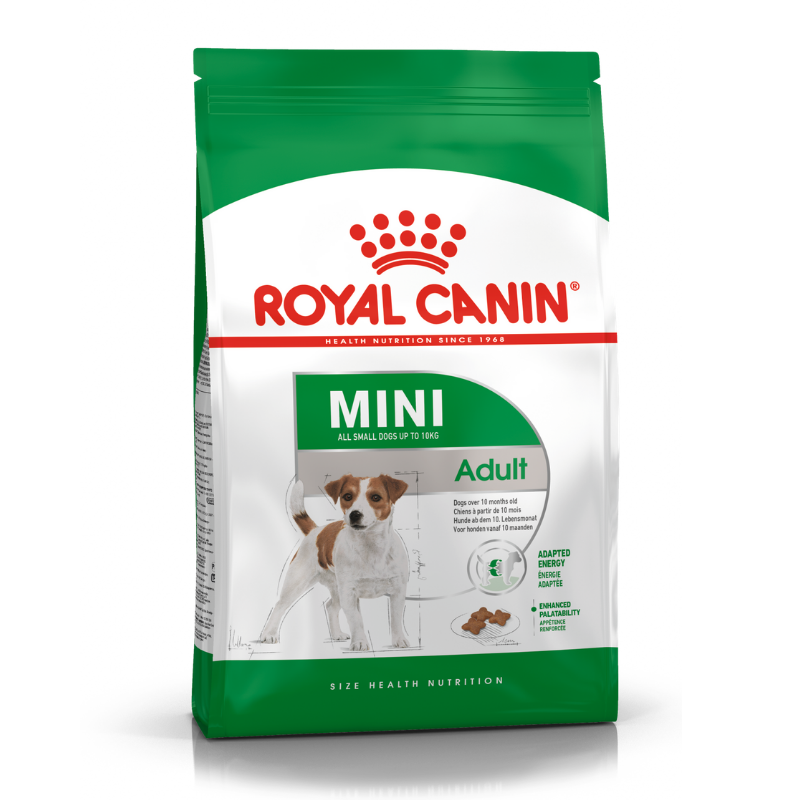 ROYAL CANIN®
HEALTH NUTRITION SINCE 1968
MINI
ALL SMALL DOGS UP TO 10KG
Adult
Dogs over 10 months old
Chiens à partir de 10 mois
Hunde ab dem 10. Lebensmonat
Voor honden vanaf 10 maanden
ADAPTED
ENERGY
ÉNERGIE
ADAPTÉE
ENHANCED
PALATABILITY
APPÉTENCE
RENFORCÉE
SIZE HEALTH NUTRITION